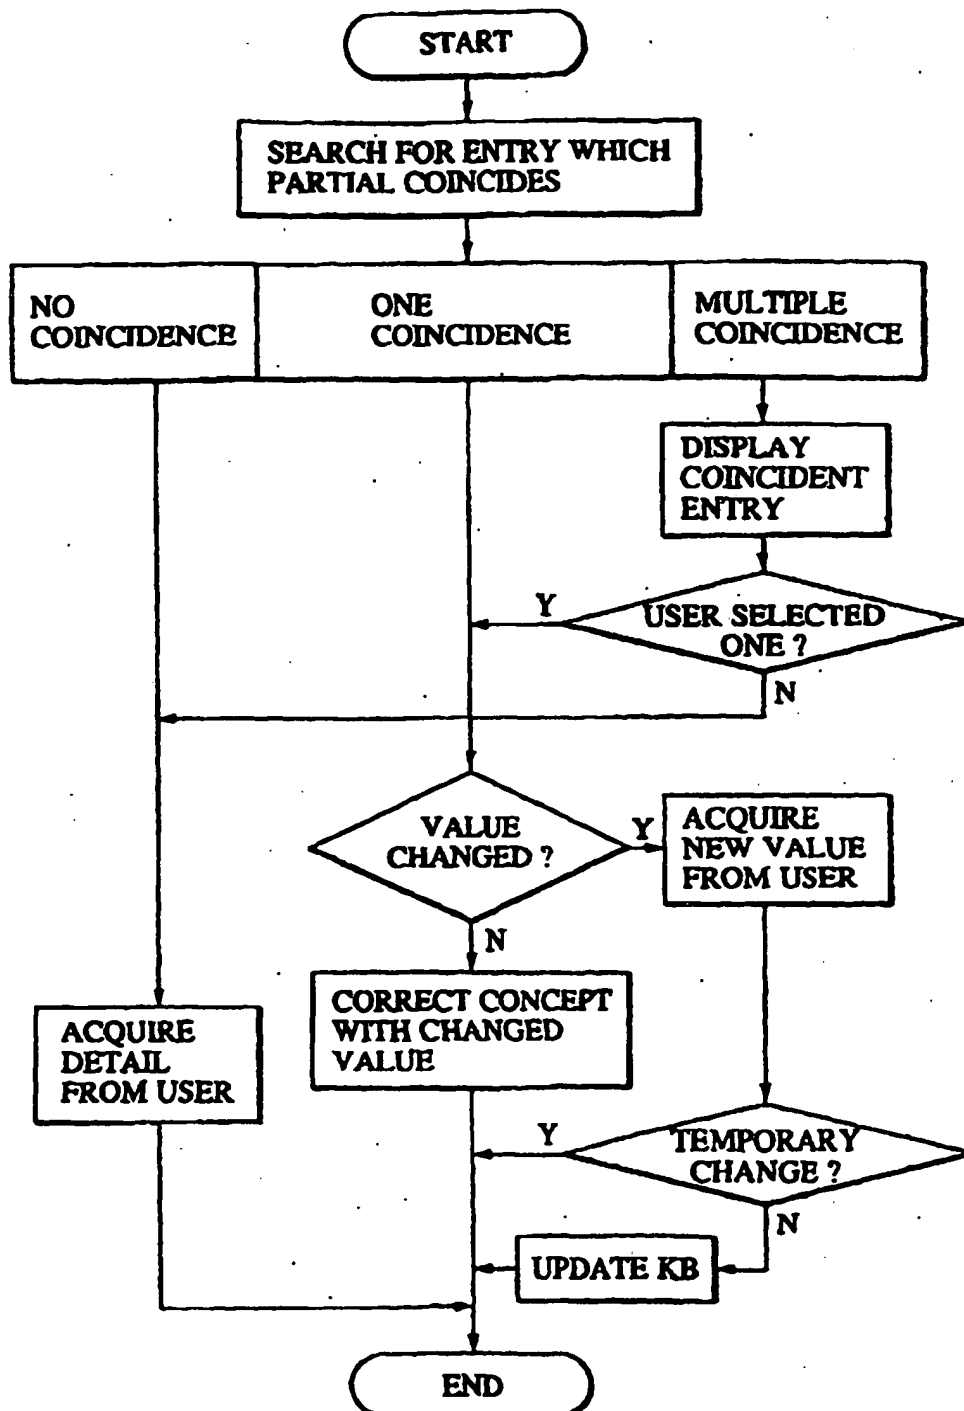 START
SEARCH FOR ENTRY WHICH
PARTIAL COINCIDES
NO
COINCIDENCE
ONE
COINCIDENCE
MULTIPLE
COINCIDENCE
DISPLAY
COINCIDENT
ENTRY
USER SELECTED
ONE ?
Y
N
VALUE
CHANGED ?
Y
N
ACQUIRE
NEW VALUE
FROM USER
CORRECT CONCEPT
WITH CHANGED
VALUE
ACQUIRE
DETAIL
FROM USER
TEMPORARY
CHANGE ?
Y
N
UPDATE KB
END